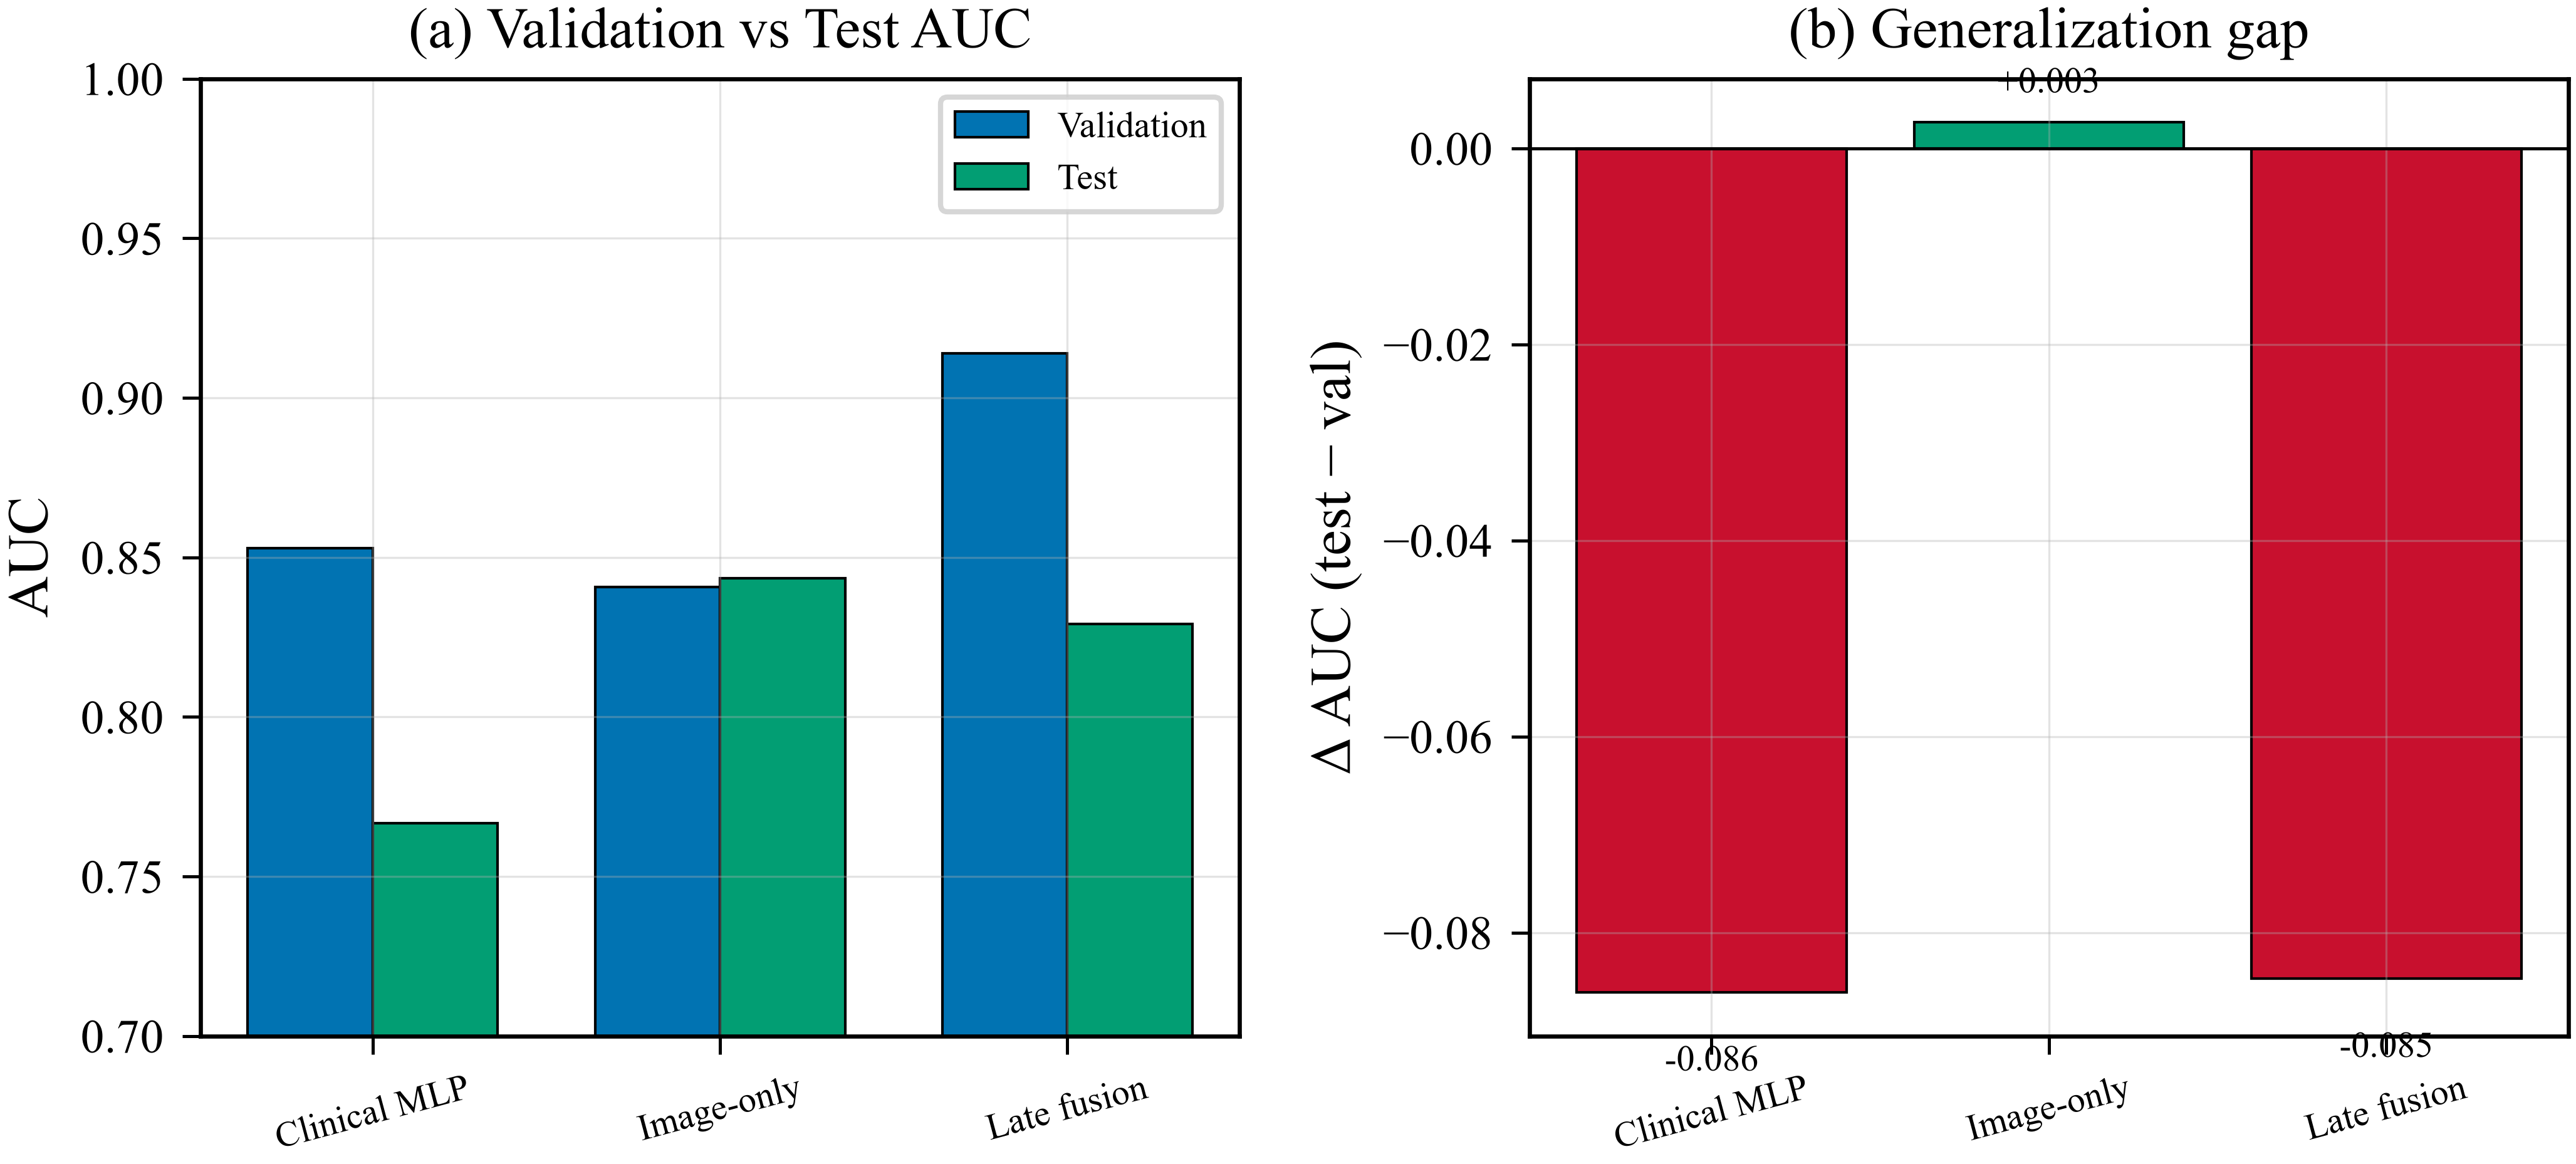 (a) Validation vs Test AUC
AUC
1.00
0.95
0.90
0.85
0.80
0.75
0.70
Validation
Test
Clinical MLP
Image-only
Late fusion
(b) Generalization gap
Δ AUC (test − val)
0.00
−0.02
−0.04
−0.06
−0.08
+0.003
-0.086
-0.085
Clinical MLP
Image-only
Late fusion